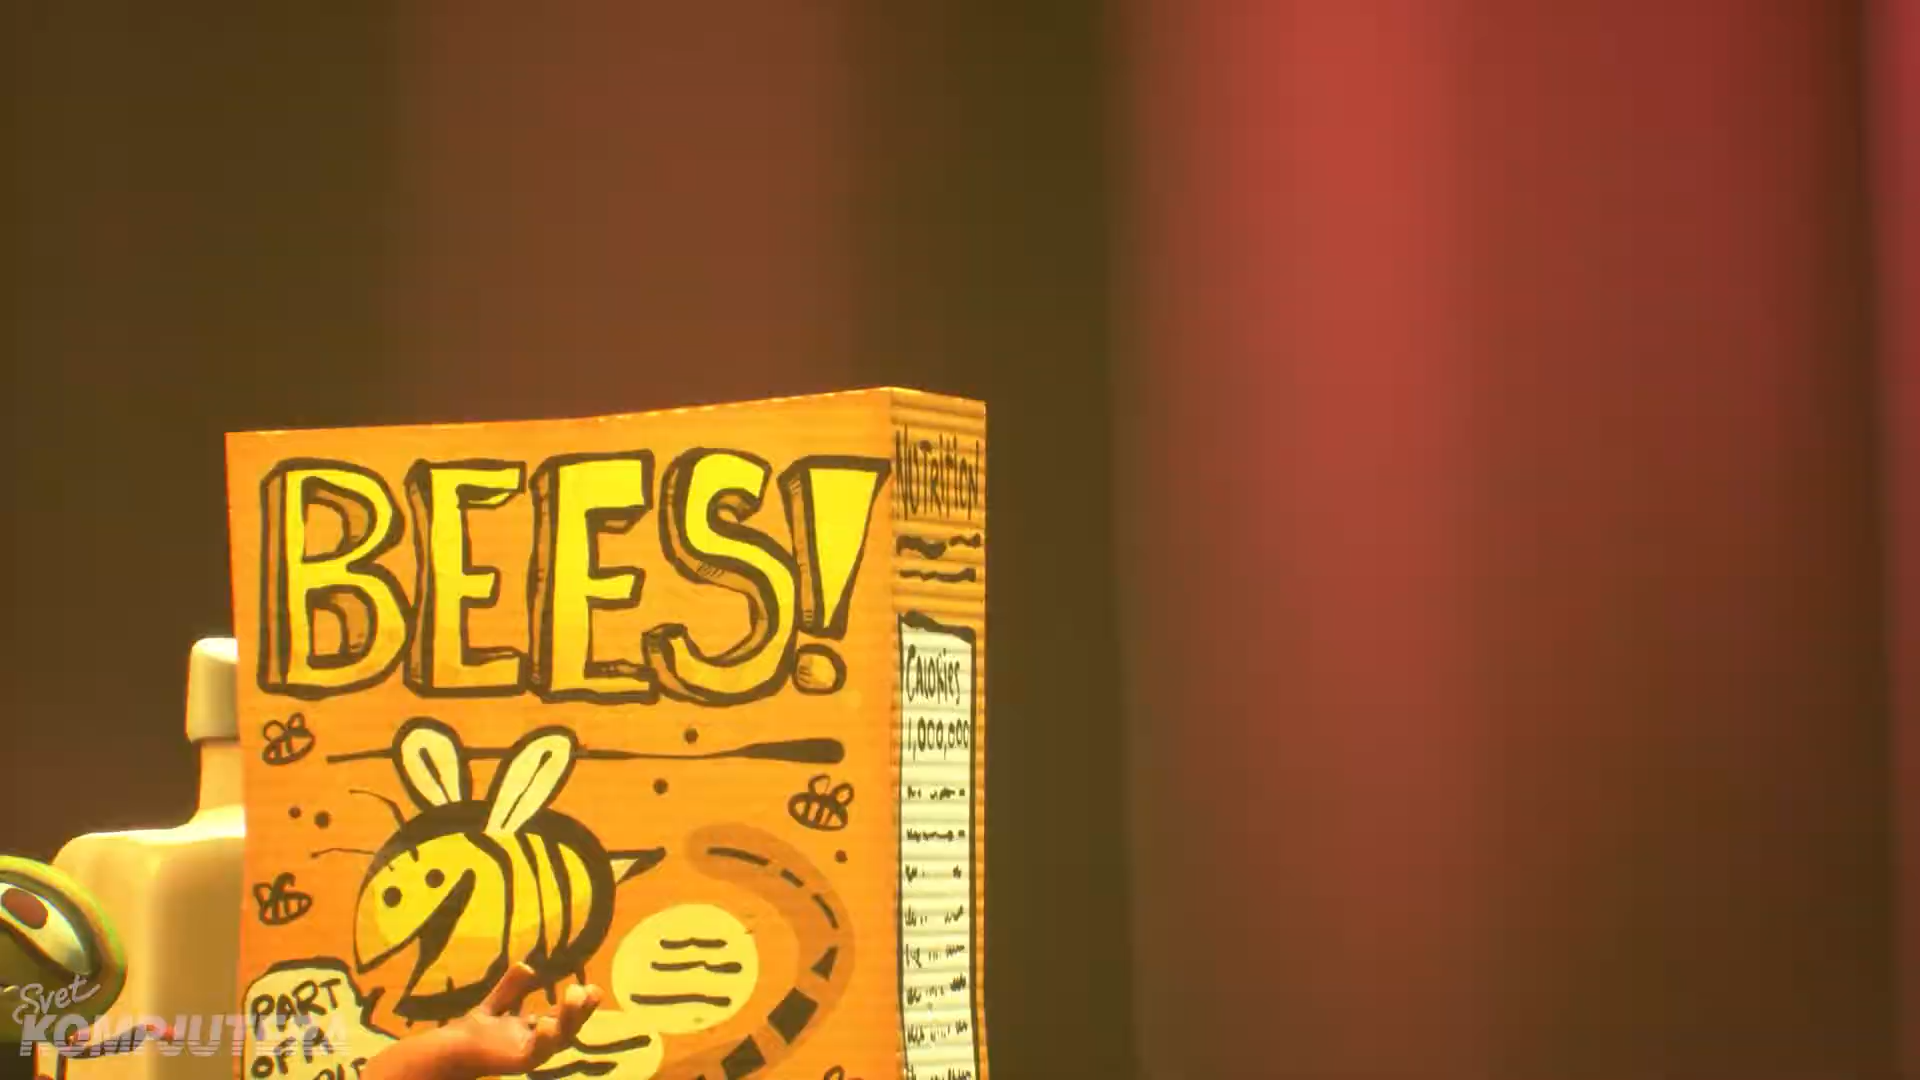 BEES!
NUTRITION
CALORIES
1,000,000
PART
OF A
Svet
KOMPJUTERA